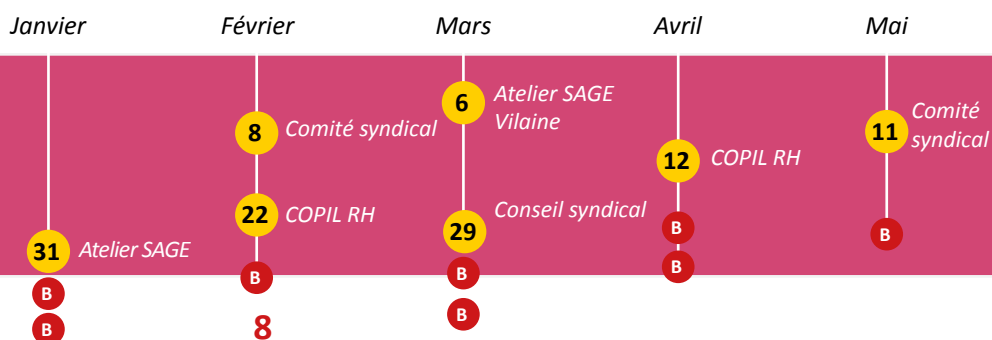 Janvier Février Mars Avril Mai
31 Atelier SAGE
B
B
8 Comité syndical
22 COPIL RH
B
8
6 Atelier SAGE
Vilaine
29 Conseil syndical
B
B
12 COPIL RH
B
B
11 Comité
syndical
B